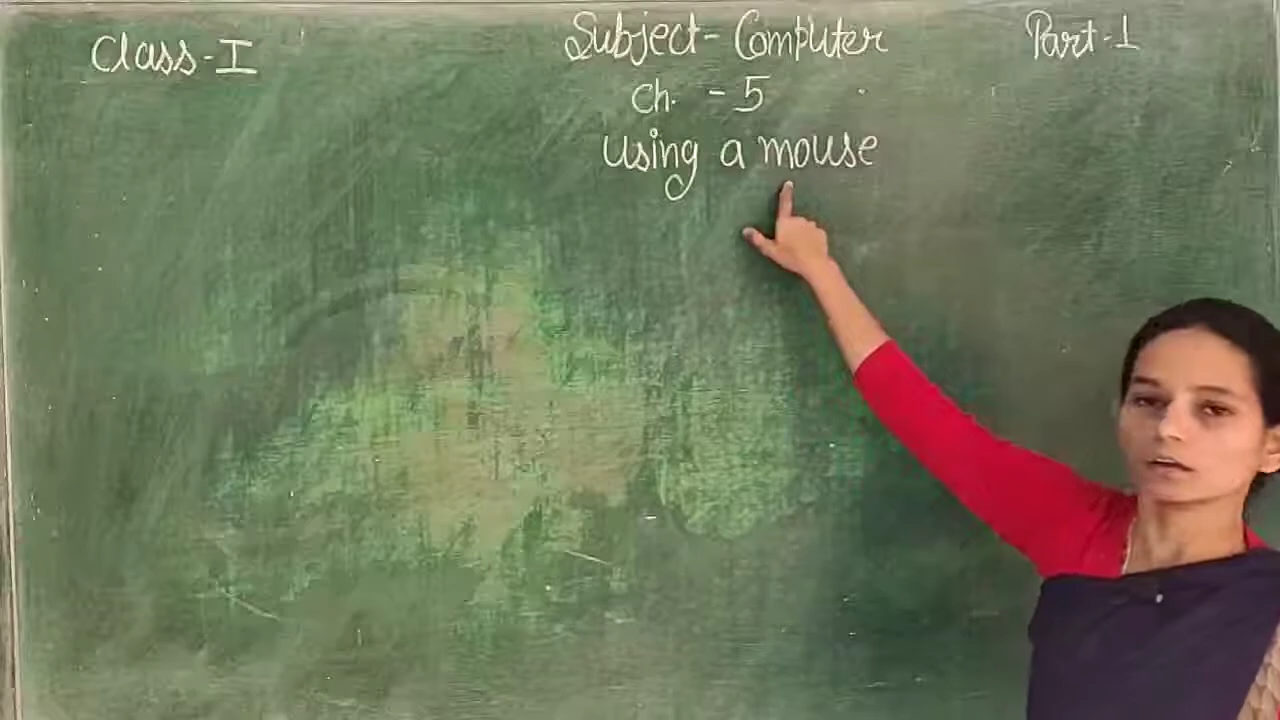 Class-I
Subject- Computer
Part-1
Ch. - 5
Using a mouse